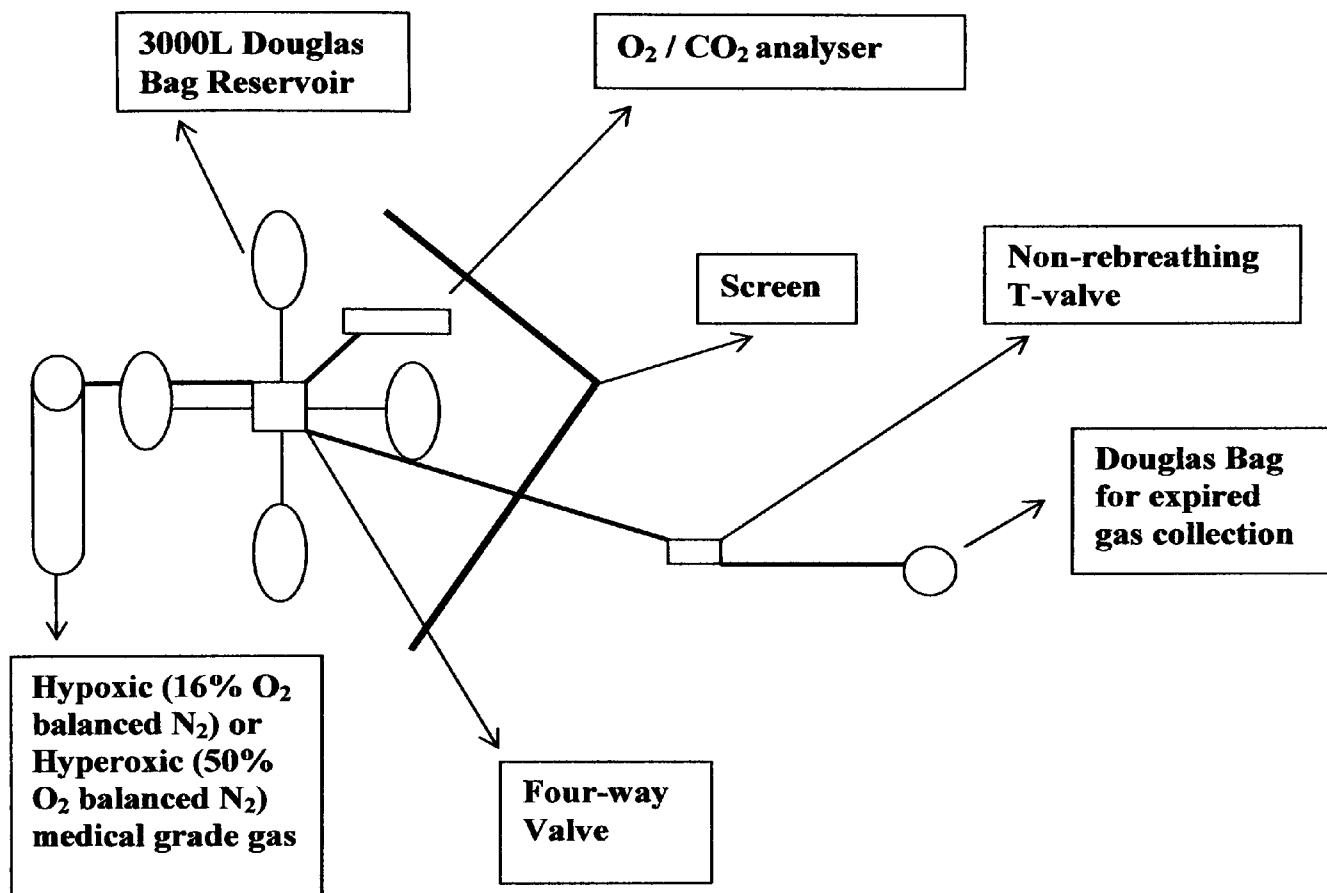 3000L Douglas
Bag Reservoir
O₂ / CO₂ analyser
Screen
Non-rebreathing
T-valve
Douglas Bag
for expired
gas collection
Hypoxic (16% O₂
balanced N₂) or
Hyperoxic (50%
O₂ balanced N₂)
medical grade gas
Four-way
Valve